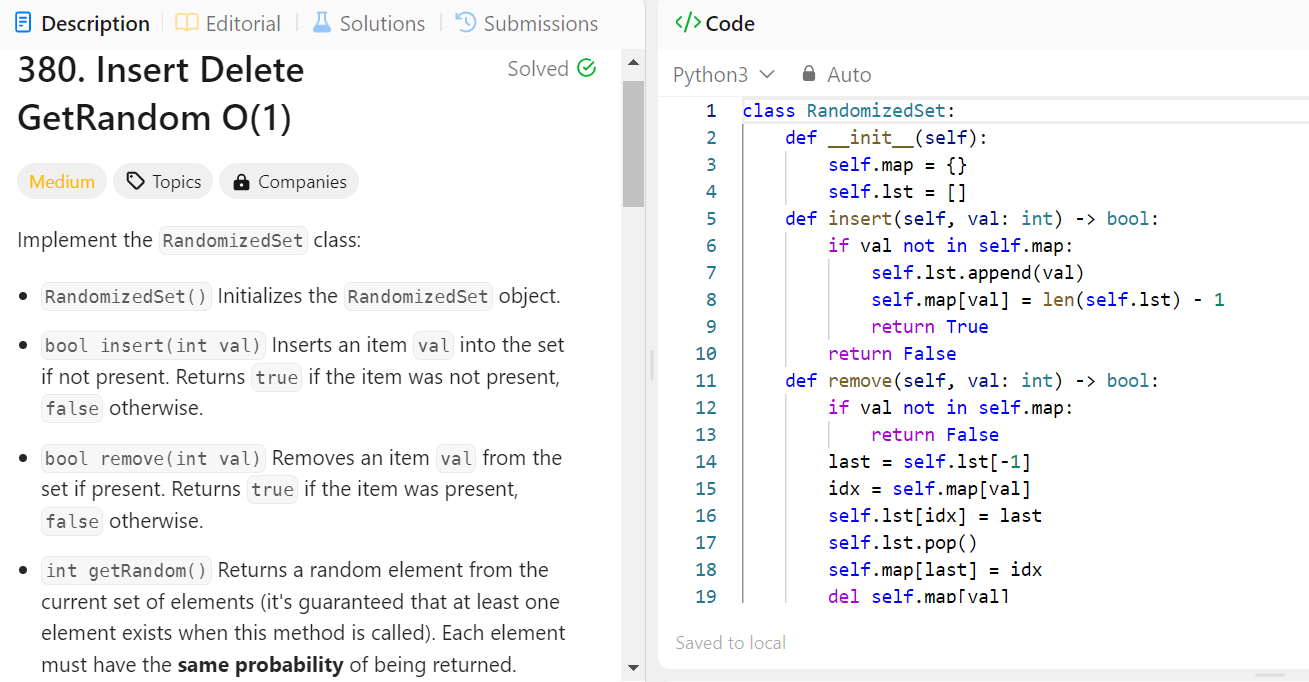 Description
Editorial
Solutions
Submissions
380. Insert Delete
GetRandom O(1)
Solved
Medium
Topics
Companies
Implement the RandomizedSet class:
RandomizedSet() Initializes the RandomizedSet object.
bool insert(int val) Inserts an item val into the set
if not present. Returns true if the item was not present,
false otherwise.
bool remove(int val) Removes an item val from the
set if present. Returns true if the item was present,
false otherwise.
int getRandom() Returns a random element from the
current set of elements (it's guaranteed that at least one
element exists when this method is called). Each element
must have the same probability of being returned.
</> Code
Python3
Auto
1 class RandomizedSet:
2     def __init__(self):
3         self.map = {}
4         self.lst = []
5     def insert(self, val: int) -> bool:
6         if val not in self.map:
7             self.lst.append(val)
8             self.map[val] = len(self.lst) - 1
9             return True
10         return False
11     def remove(self, val: int) -> bool:
12         if val not in self.map:
13             return False
14         last = self.lst[-1]
15         idx = self.map[val]
16         self.lst[idx] = last
17         self.lst.pop()
18         self.map[last] = idx
19         del self.map[val]
Saved to local